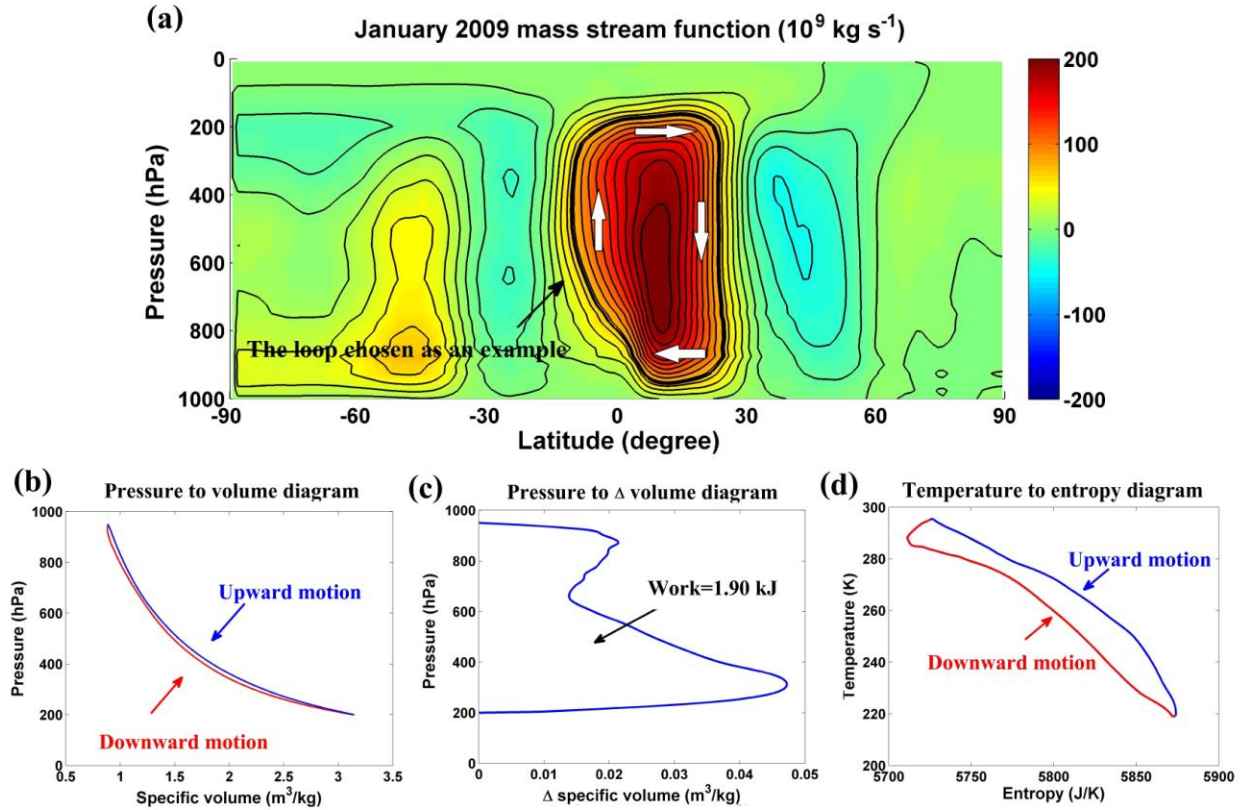 (a)
January 2009 mass stream function (10⁹ kg s⁻¹)
Pressure (hPa)
0
200
400
600
800
1000
The loop chosen as an example
-90 -60 -30 0 30 60 90
Latitude (degree)
200
100
0
-100
-200
(b)
Pressure to volume diagram
Pressure (hPa)
1000
800
600
400
200
0
Upward motion
Downward motion
0.5 1 1.5 2 2.5 3 3.5
Specific volume (m³/kg)
(c)
Pressure to Δ volume diagram
Pressure (hPa)
1000
800
600
400
200
0
Work=1.90 kJ
0 0.01 0.02 0.03 0.04 0.05
Δ specific volume (m³/kg)
(d)
Temperature to entropy diagram
Temperature (K)
300
280
260
240
220
200
Upward motion
Downward motion
5700 5750 5800 5850 5900
Entropy (J/K)